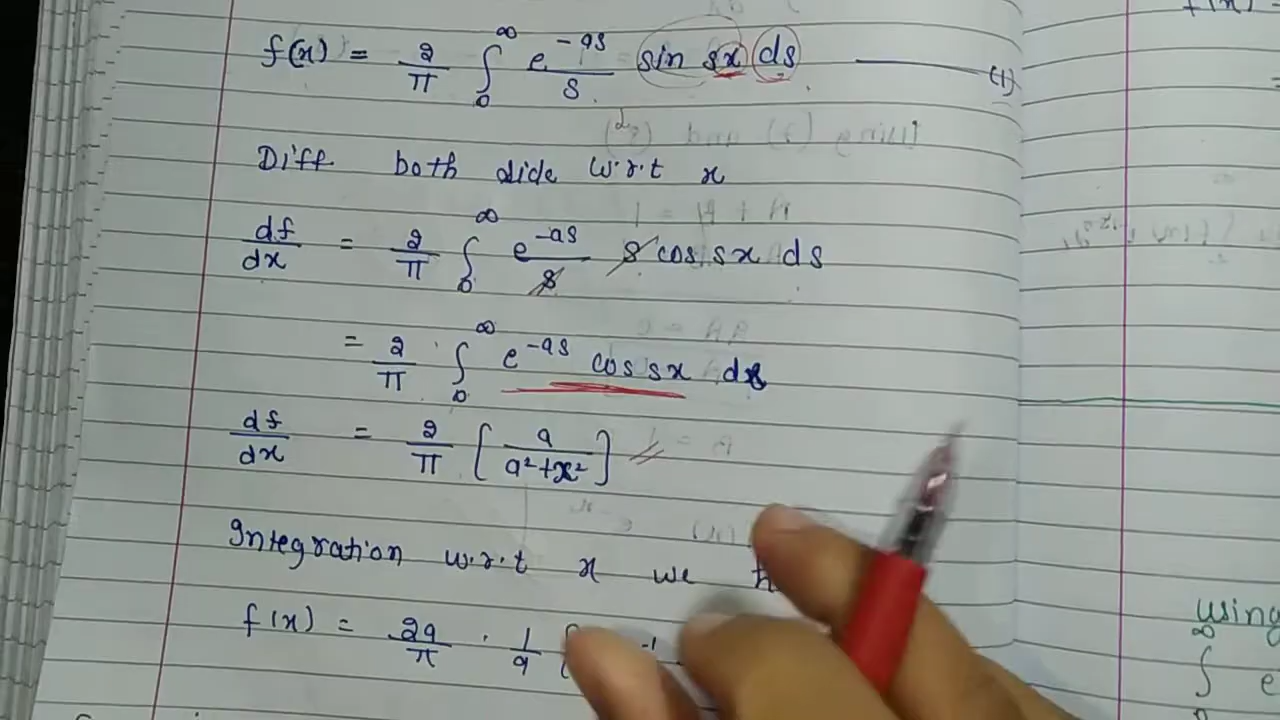 f(x) = 2/π ∫₀^∞ e^{-as}/s sin sx ds ——— (1)
Diff both side w.r.t x
df/dx = 2/π ∫₀^∞ e^{-as}/s s cos sx ds
= 2/π ∫₀^∞ e^{-as} cos sx ds
df/dx = 2/π [a/(a²+x²)]
Integration w.r.t x we
f(x) = 2a/π · 1/a
using
∫ e